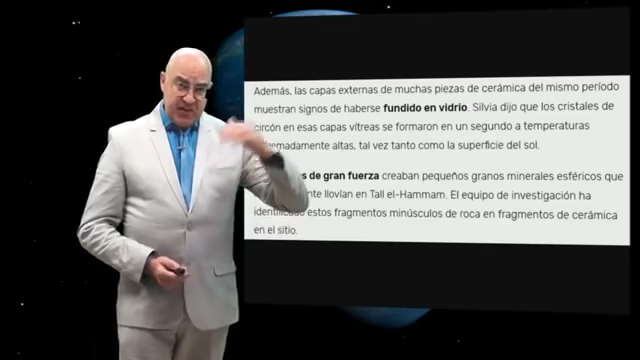 Además, las capas externas de muchas piezas de cerámica del mismo período
muestran signos de haberse fundido en vidrio. Silvia dijo que los cristales de
circón en esas capas vítreas se formaron en un segundo a temperaturas
extremadamente altas, tal vez tanto como la superficie del sol.
de gran fuerza creaban pequeños granos minerales esféricos que
llovían en Tall el-Hammam. El equipo de investigación ha
identificado estos fragmentos minúsculos de roca en fragmentos de cerámica
en el sitio.